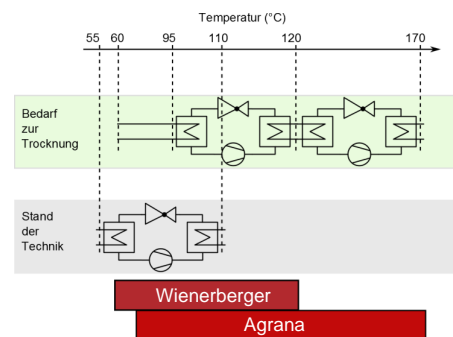 Temperatur (°C)
55 60 95 110 120 170
Bedarf
zur
Trocknung
Stand
der
Technik
Wienerberger
Agrana